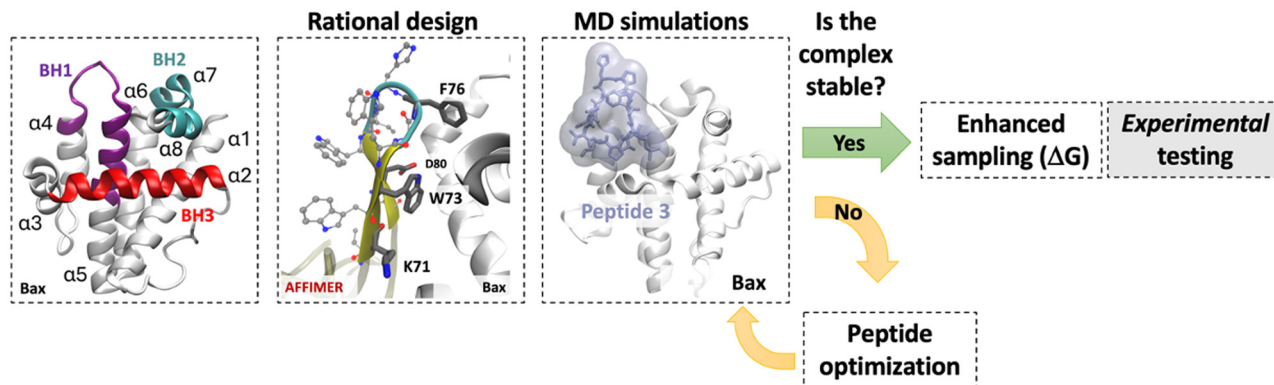 Rational design
MD simulations
Is the
complex
stable?
BH1
BH2
α7
α6
α4
α8
α1
α2
α3
BH3
α5
Bax
F76
D80
W73
K71
AFFIMER
Bax
Peptide 3
Bax
Yes
No
Enhanced
sampling (ΔG)
Experimental
testing
Peptide
optimization